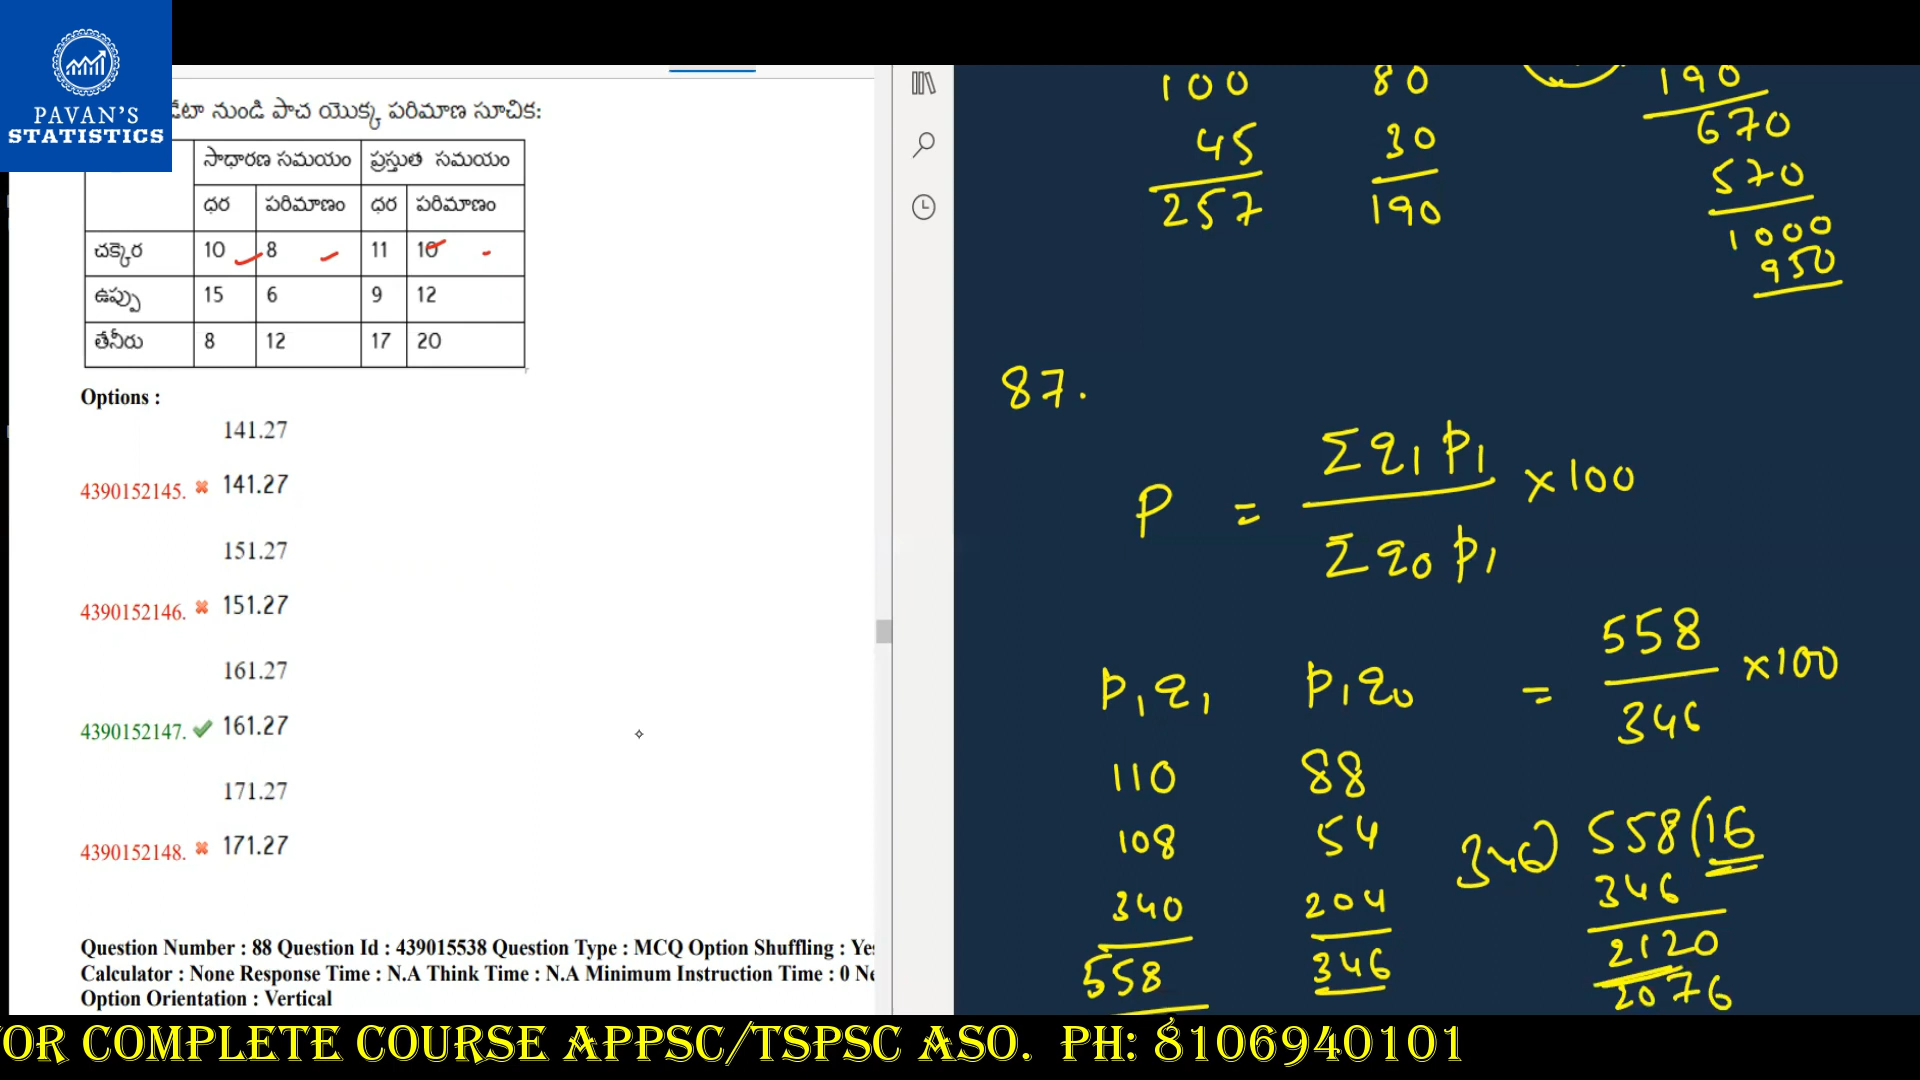 PAVAN'S
STATISTICS
డేటా నుండి పాచ యొక్క పరిమాణ సూచిక:
సాధారణ సమయం ప్రస్తుత సమయం
ధర పరిమాణం ధర పరిమాణం
చక్కెర 10 8 11 10
ఉప్పు 15 6 9 12
తేనీరు 8 12 17 20
Options :
141.27
4390152145. 141.27
151.27
4390152146. 151.27
161.27
4390152147. 161.27
171.27
4390152148. 171.27
Question Number : 88 Question Id : 439015538 Question Type : MCQ Option Shuffling : Yes
Calculator : None Response Time : N.A Think Time : N.A Minimum Instruction Time : 0 Ne
Option Orientation : Vertical
100 80 190
45 30 670
257 190 570
1000
950
87.
P = Σq₁p₁ / Σq₀p₁ ×100
= 558 / 346 ×100
p₁q₁ p₁q₀
110 88
108 54
340 204
558 346
346) 558 (16
346
2120
2076
OR COMPLETE COURSE APPSC/TSPSC ASO. PH: 8106940101